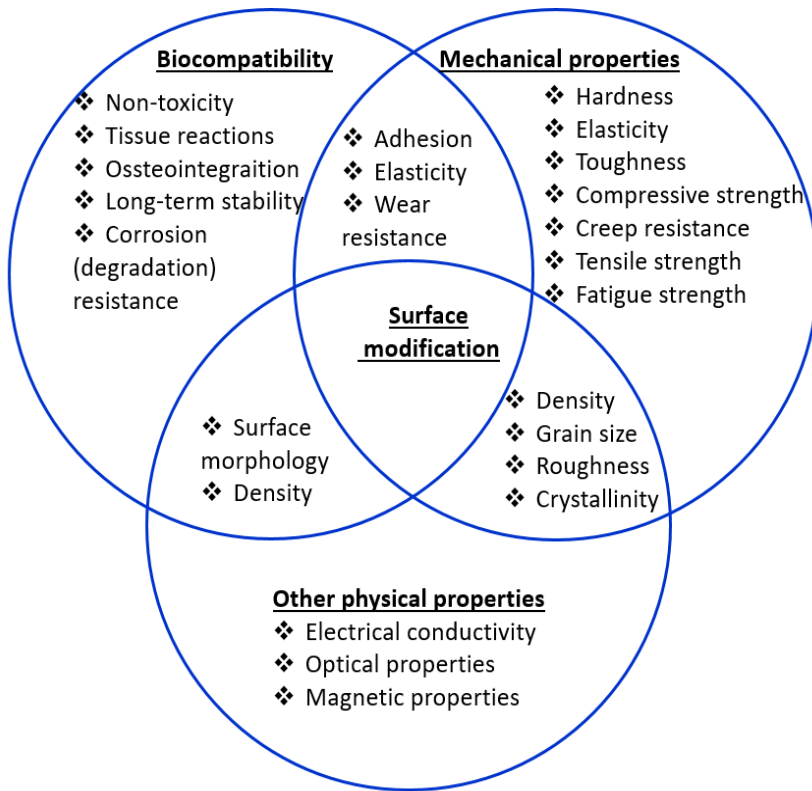 Biocompatibility
❖ Non-toxicity
❖ Tissue reactions
❖ Ossteointegraition
❖ Long-term stability
❖ Corrosion
(degradation)
resistance
❖ Adhesion
❖ Elasticity
❖ Wear
resistance
Mechanical properties
❖ Hardness
❖ Elasticity
❖ Toughness
❖ Compressive strength
❖ Creep resistance
❖ Tensile strength
❖ Fatigue strength
Surface
modification
❖ Surface
morphology
❖ Density
❖ Density
❖ Grain size
❖ Roughness
❖ Crystallinity
Other physical properties
❖ Electrical conductivity
❖ Optical properties
❖ Magnetic properties